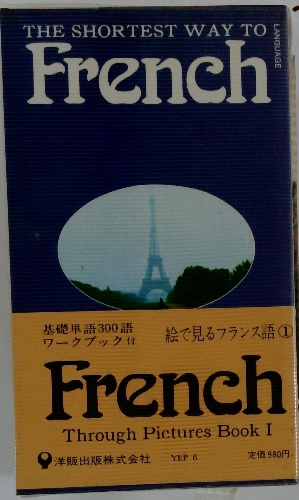 THE SHORTEST WAY TO
French
LANGUAGE
基礎単語300語
ワークブック付
絵で見るフランス語①
French
Through Pictures Book I
洋販出版株式会社 YEP 6 定価980円